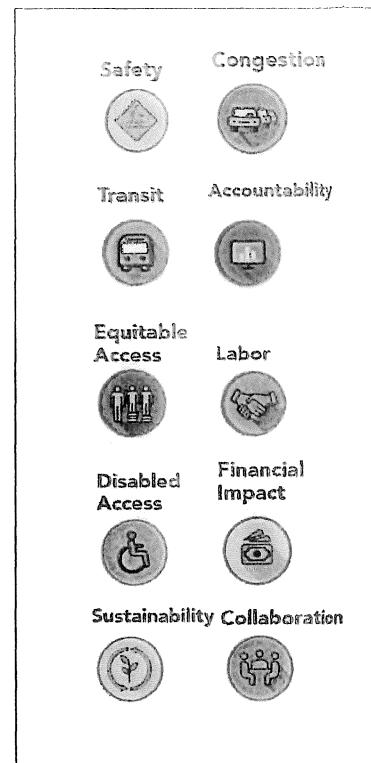 Safety
Congestion
Transit
Accountability
Equitable
Access
Labor
Disabled
Access
Financial
Impact
Sustainability
Collaboration